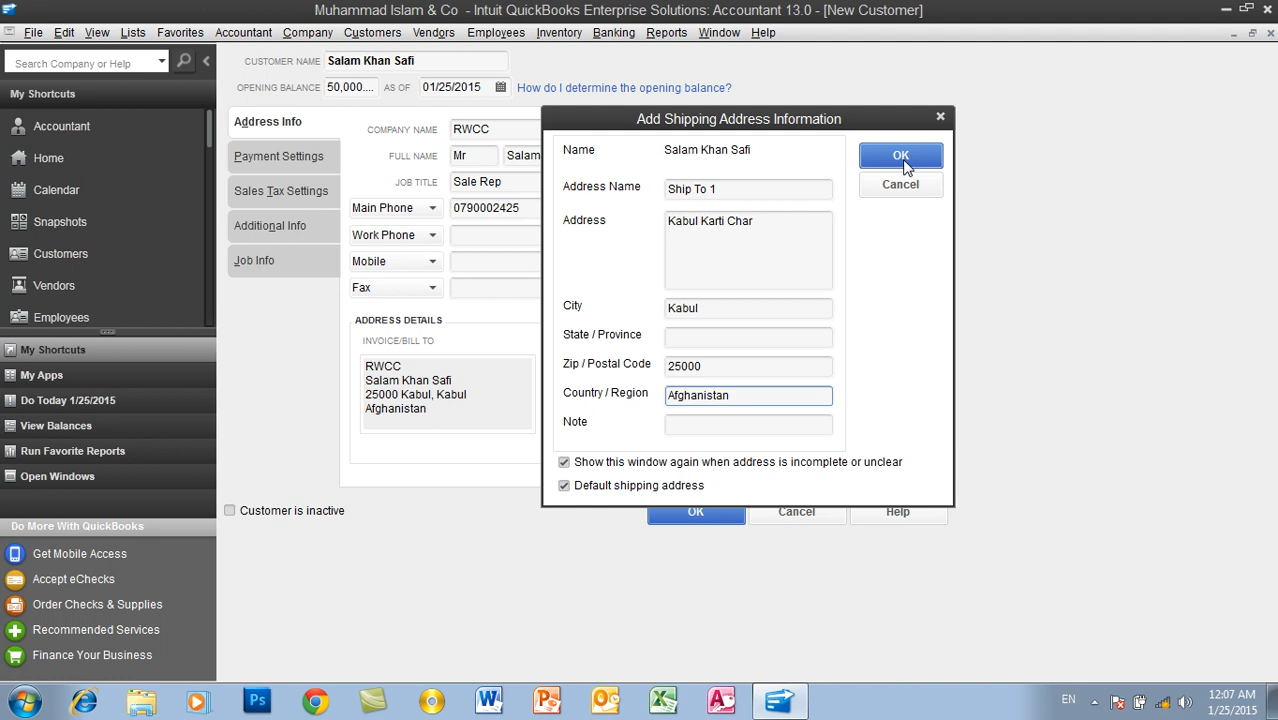 Muhammad Islam & Co - Intuit QuickBooks Enterprise Solutions: Accountant 13.0 - [New Customer]
File Edit View Lists Favorites Accountant Company Customers Vendors Employees Inventory Banking Reports Window Help
Search Company or Help
My Shortcuts
Accountant
Home
Calendar
Snapshots
Customers
Vendors
Employees
My Shortcuts
My Apps
Do Today 1/25/2015
View Balances
Run Favorite Reports
Open Windows
Do More With QuickBooks
Get Mobile Access
Accept eChecks
Order Checks & Supplies
Recommended Services
Finance Your Business
CUSTOMER NAME Salam Khan Safi
OPENING BALANCE 50,000.... AS OF 01/25/2015 How do I determine the opening balance?
Address Info
Payment Settings
Sales Tax Settings
Additional Info
Job Info
COMPANY NAME RWCC
FULL NAME Mr Salam
JOB TITLE Sale Rep
Main Phone 0790002425
Work Phone
Mobile
Fax
ADDRESS DETAILS
INVOICE/BILL TO
RWCC
Salam Khan Safi
25000 Kabul, Kabul
Afghanistan
Customer is inactive
OK Cancel Help
Add Shipping Address Information
Name Salam Khan Safi
Address Name Ship To 1
Address Kabul Karti Char
City Kabul
State / Province
Zip / Postal Code 25000
Country / Region Afghanistan
Note
Show this window again when address is incomplete or unclear
Default shipping address
OK
Cancel
Ps
EN
12:07 AM
1/25/2015